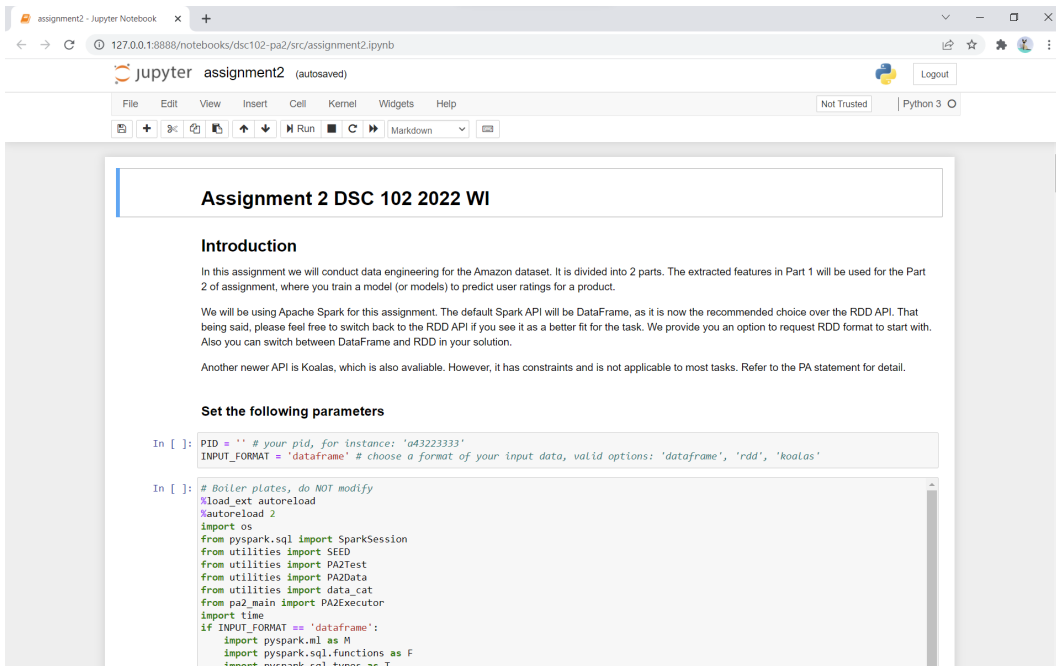 assignment2 - Jupyter Notebook
127.0.0.1:8888/notebooks/dsc102-pa2/src/assignment2.ipynb
jupyter assignment2 (autosaved)
Logout
File Edit View Insert Cell Kernel Widgets Help
Not Trusted Python 3
Run Markdown
Assignment 2 DSC 102 2022 WI
Introduction
In this assignment we will conduct data engineering for the Amazon dataset. It is divided into 2 parts. The extracted features in Part 1 will be used for the Part
2 of assignment, where you train a model (or models) to predict user ratings for a product.
We will be using Apache Spark for this assignment. The default Spark API will be DataFrame, as it is now the recommended choice over the RDD API. That
being said, please feel free to switch back to the RDD API if you see it as a better fit for the task. We provide you an option to request RDD format to start with.
Also you can switch between DataFrame and RDD in your solution.
Another newer API is Koalas, which is also avaliable. However, it has constraints and is not applicable to most tasks. Refer to the PA statement for detail.
Set the following parameters
In [ ]: PID = '' # your pid, for instance: 'a43223333'
INPUT_FORMAT = 'dataframe' # choose a format of your input data, valid options: 'dataframe', 'rdd', 'koalas'
In [ ]: # Boiler plates, do NOT modify
%load_ext autoreload
%autoreload 2
import os
from pyspark.sql import SparkSession
from utilities import SEED
from utilities import PA2Test
from utilities import PA2Data
from utilities import data_cat
from pa2_main import PA2Executor
import time
if INPUT_FORMAT == 'dataframe':
    import pyspark.ml as M
    import pyspark.sql.functions as F
    import pyspark.sql.types as T